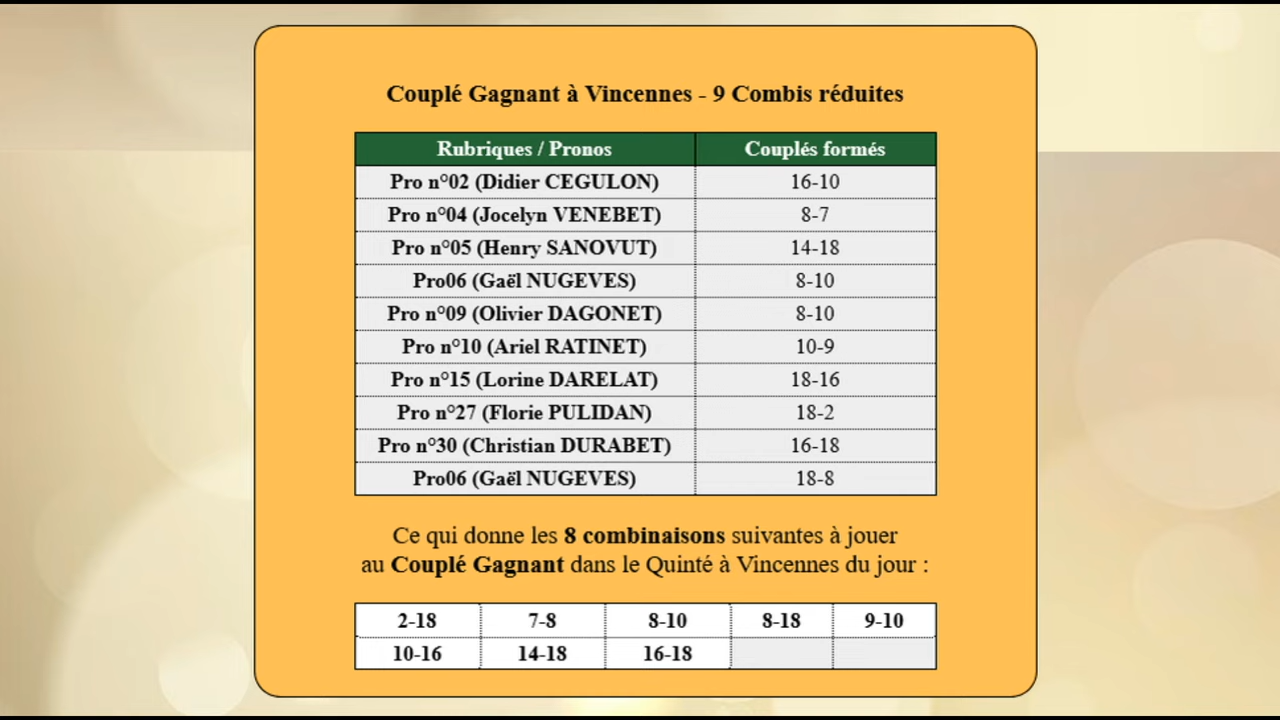 Couplé Gagnant à Vincennes - 9 Combis réduites
Rubriques / Pronos Couplés formés
Pro n°02 (Didier CEGULON) 16-10
Pro n°04 (Jocelyn VENEBET) 8-7
Pro n°05 (Henry SANOVUT) 14-18
Pro06 (Gaël NUGEVES) 8-10
Pro n°09 (Olivier DAGONET) 8-10
Pro n°10 (Ariel RATINET) 10-9
Pro n°15 (Lorine DARELAT) 18-16
Pro n°27 (Florie PULIDAN) 18-2
Pro n°30 (Christian DURABET) 16-18
Pro06 (Gaël NUGEVES) 18-8
Ce qui donne les 8 combinaisons suivantes à jouer
au Couplé Gagnant dans le Quinté à Vincennes du jour :
2-18 7-8 8-10 8-18 9-10
10-16 14-18 16-18